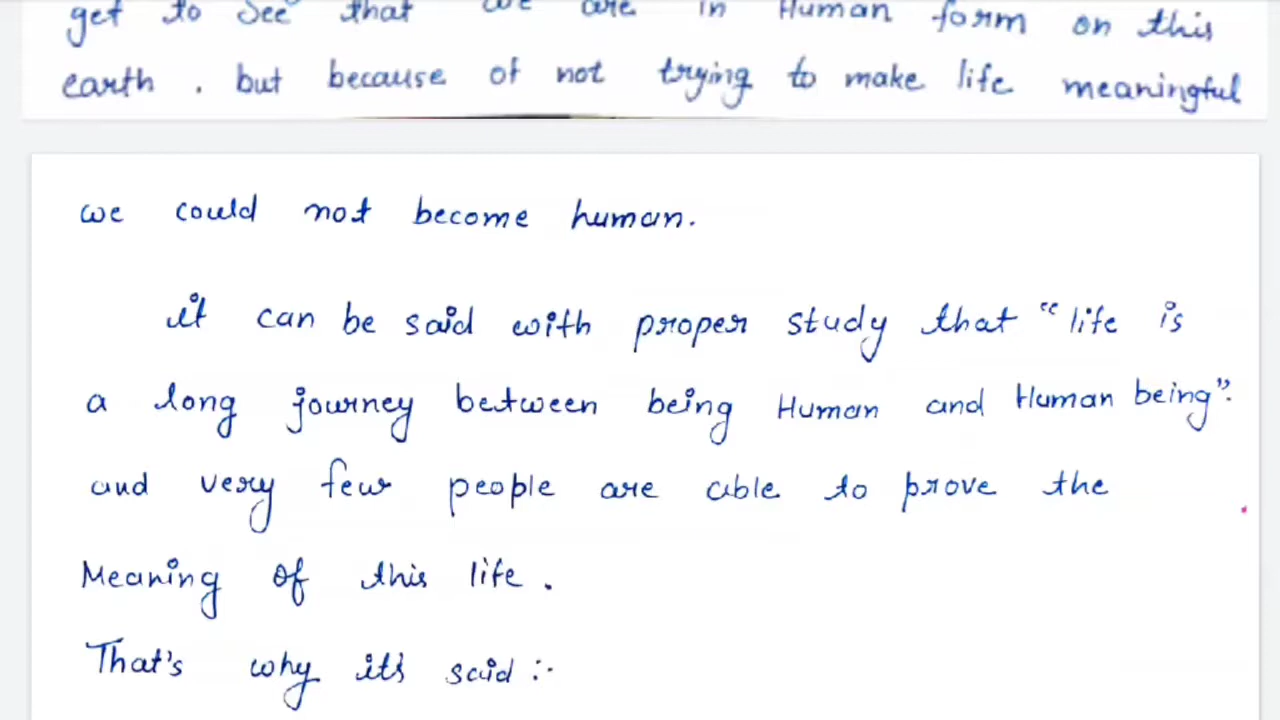 get to see that we are in Human form on this
earth . but because of not trying to make life meaningful
we could not become human.
it can be said with proper study that "life is
a long journey between being Human and Human being".
and very few people are able to prove the
Meaning of this life .
That's why it's said :-